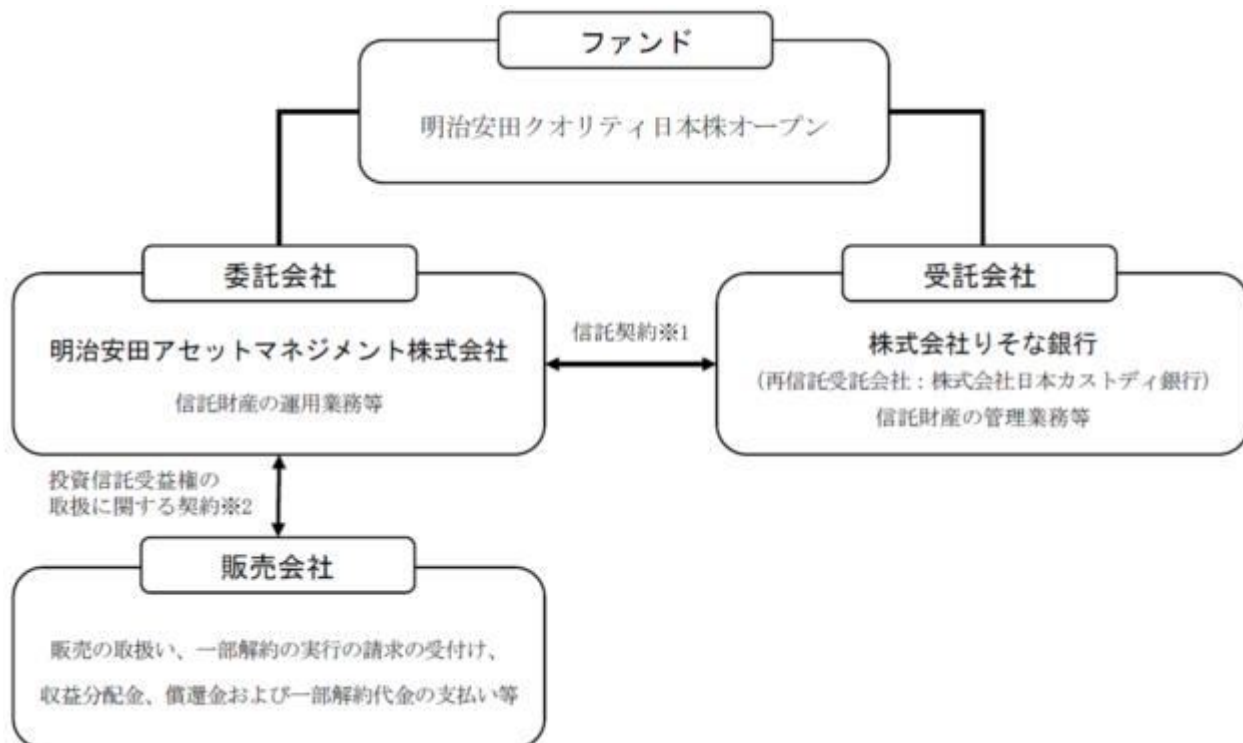 ファンド
明治安田クオリティ日本株オープン
委託会社
明治安田アセットマネジメント株式会社
信託財産の運用業務等
信託契約※1
受託会社
株式会社りそな銀行
(再信託受託会社:株式会社日本カストディ銀行)
信託財産の管理業務等
投資信託受益権の
取扱に関する契約※2
販売会社
販売の取扱い、一部解約の実行の請求の受付け、
収益分配金、償還金および一部解約代金の支払い等